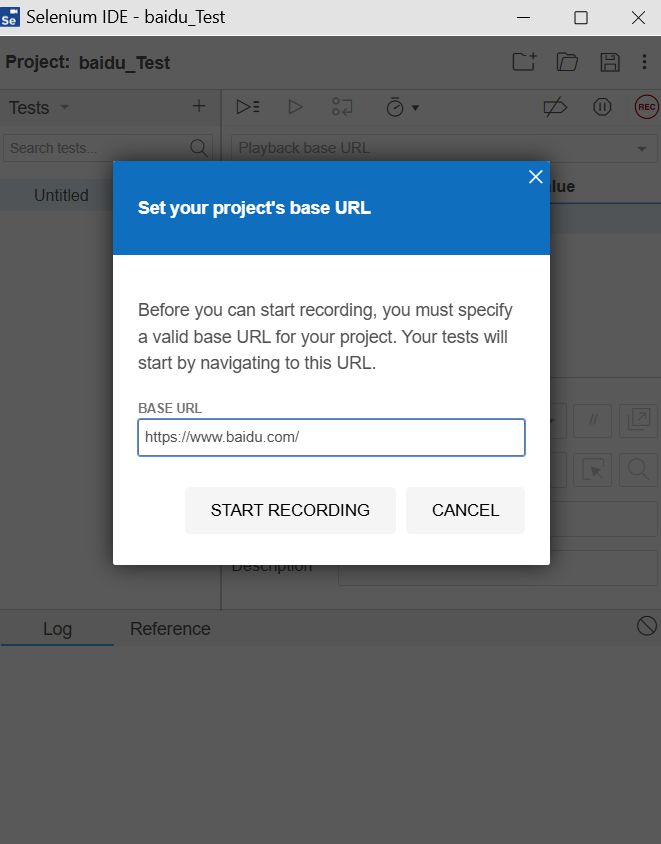 Se
Selenium IDE - baidu_Test
Project: baidu_Test
Tests
REC
Search tests...
Playback base URL
Untitled
lue
Set your project's base URL
Before you can start recording, you must specify
a valid base URL for your project. Your tests will
start by navigating to this URL.
BASE URL
https://www.baidu.com/
//
START RECORDING
CANCEL
Description
Log
Reference